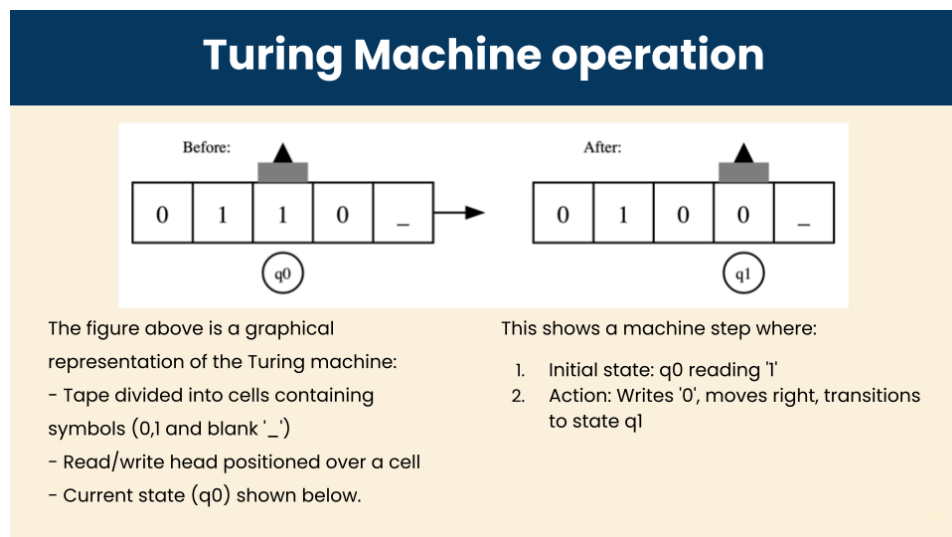 Turing Machine operation
Before:
0 1 1 0 _
q0
After:
0 1 0 0 _
q1
The figure above is a graphical
representation of the Turing machine:
- Tape divided into cells containing
symbols (0,1 and blank '_')
- Read/write head positioned over a cell
- Current state (q0) shown below.
This shows a machine step where:
1. Initial state: q0 reading '1'
2. Action: Writes '0', moves right, transitions
to state q1